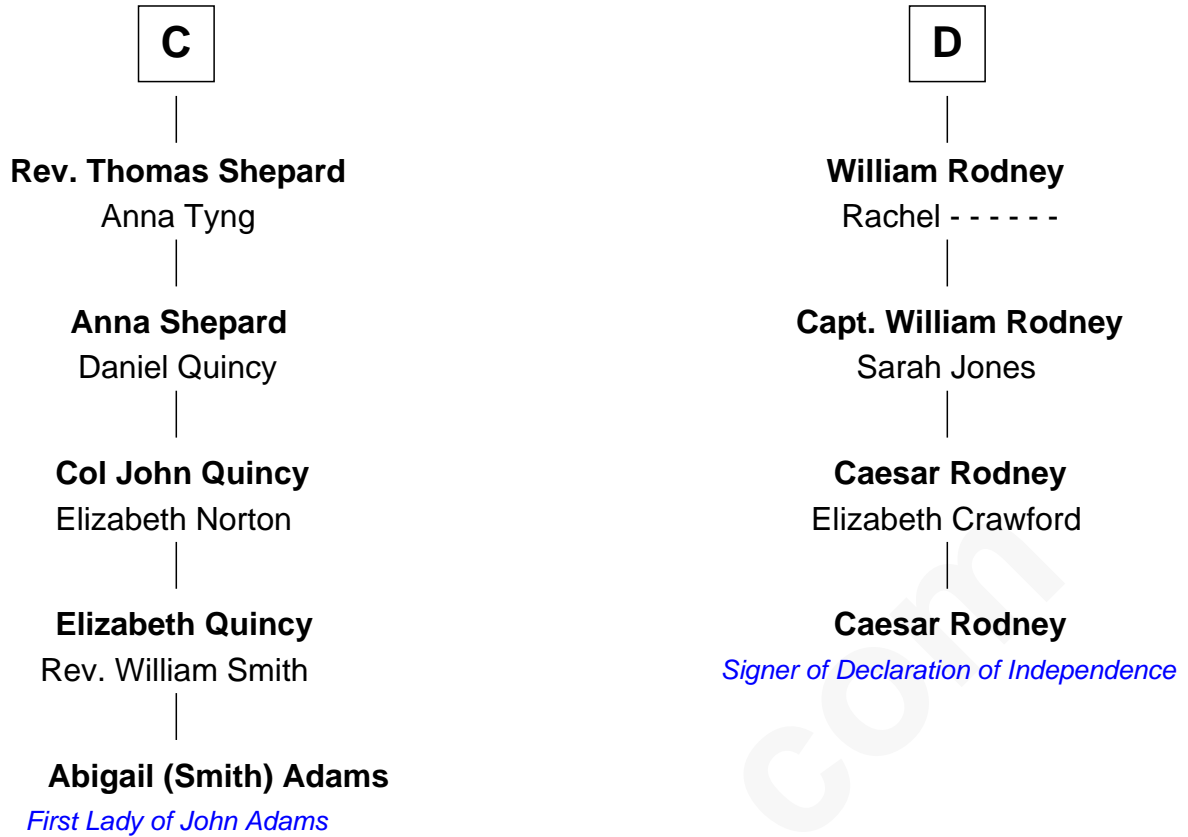 C
Rev. Thomas Shepard
Anna Tyng
Anna Shepard
Daniel Quincy
Col John Quincy
Elizabeth Norton
Elizabeth Quincy
Rev. William Smith
Abigail (Smith) Adams
First Lady of John Adams
D
William Rodney
Rachel - - - - - -
Capt. William Rodney
Sarah Jones
Caesar Rodney
Elizabeth Crawford
Caesar Rodney
Signer of Declaration of Independence
com